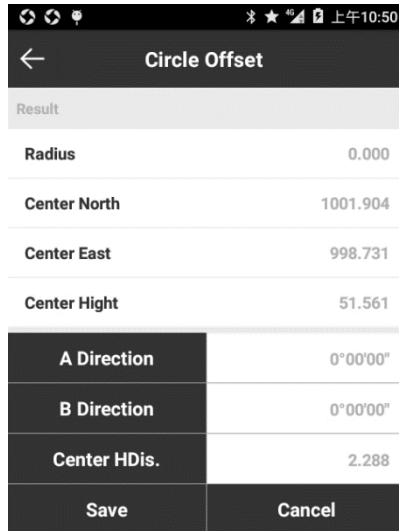 4G 上午10:50
Circle Offset
Result
Radius 0.000
Center North 1001.904
Center East 998.731
Center Hight 51.561
A Direction 0°00'00"
B Direction 0°00'00"
Center HDis. 2.288
Save Cancel